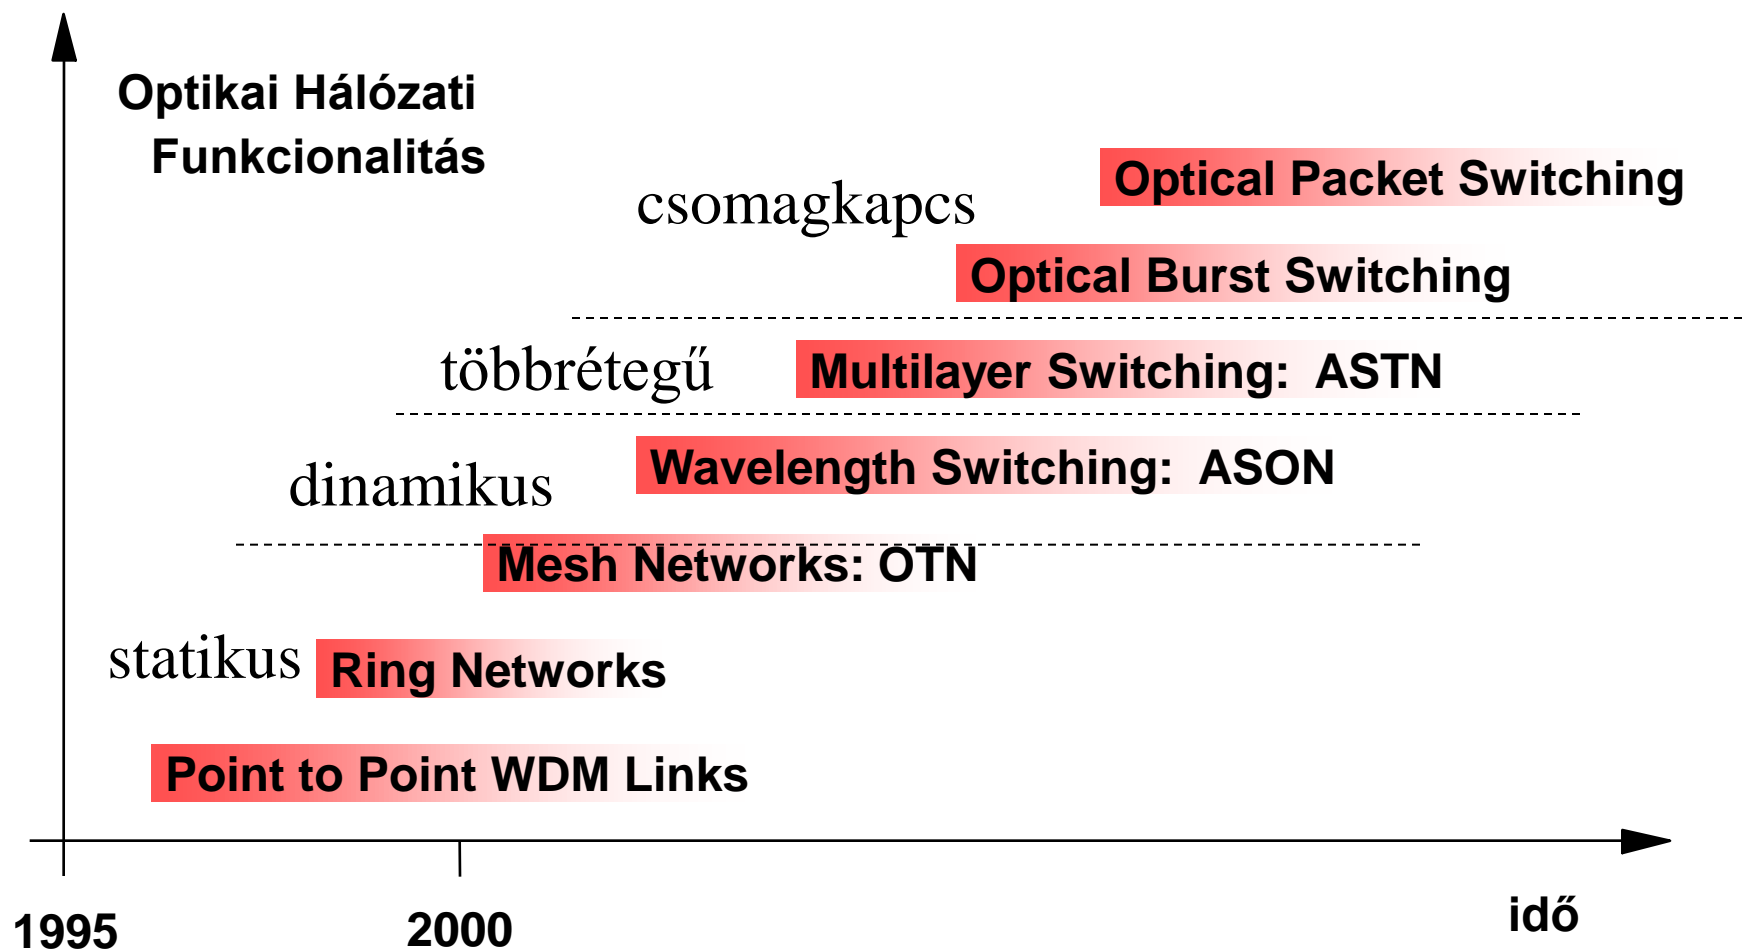 Optikai Hálózati
Funkcionalitás
Optical Packet Switching
csomagkapcs
Optical Burst Switching
többrétegű
Multilayer Switching: ASTN
dinamikus
Wavelength Switching: ASON
Mesh Networks: OTN
statikus
Ring Networks
Point to Point WDM Links
1995
2000
idő